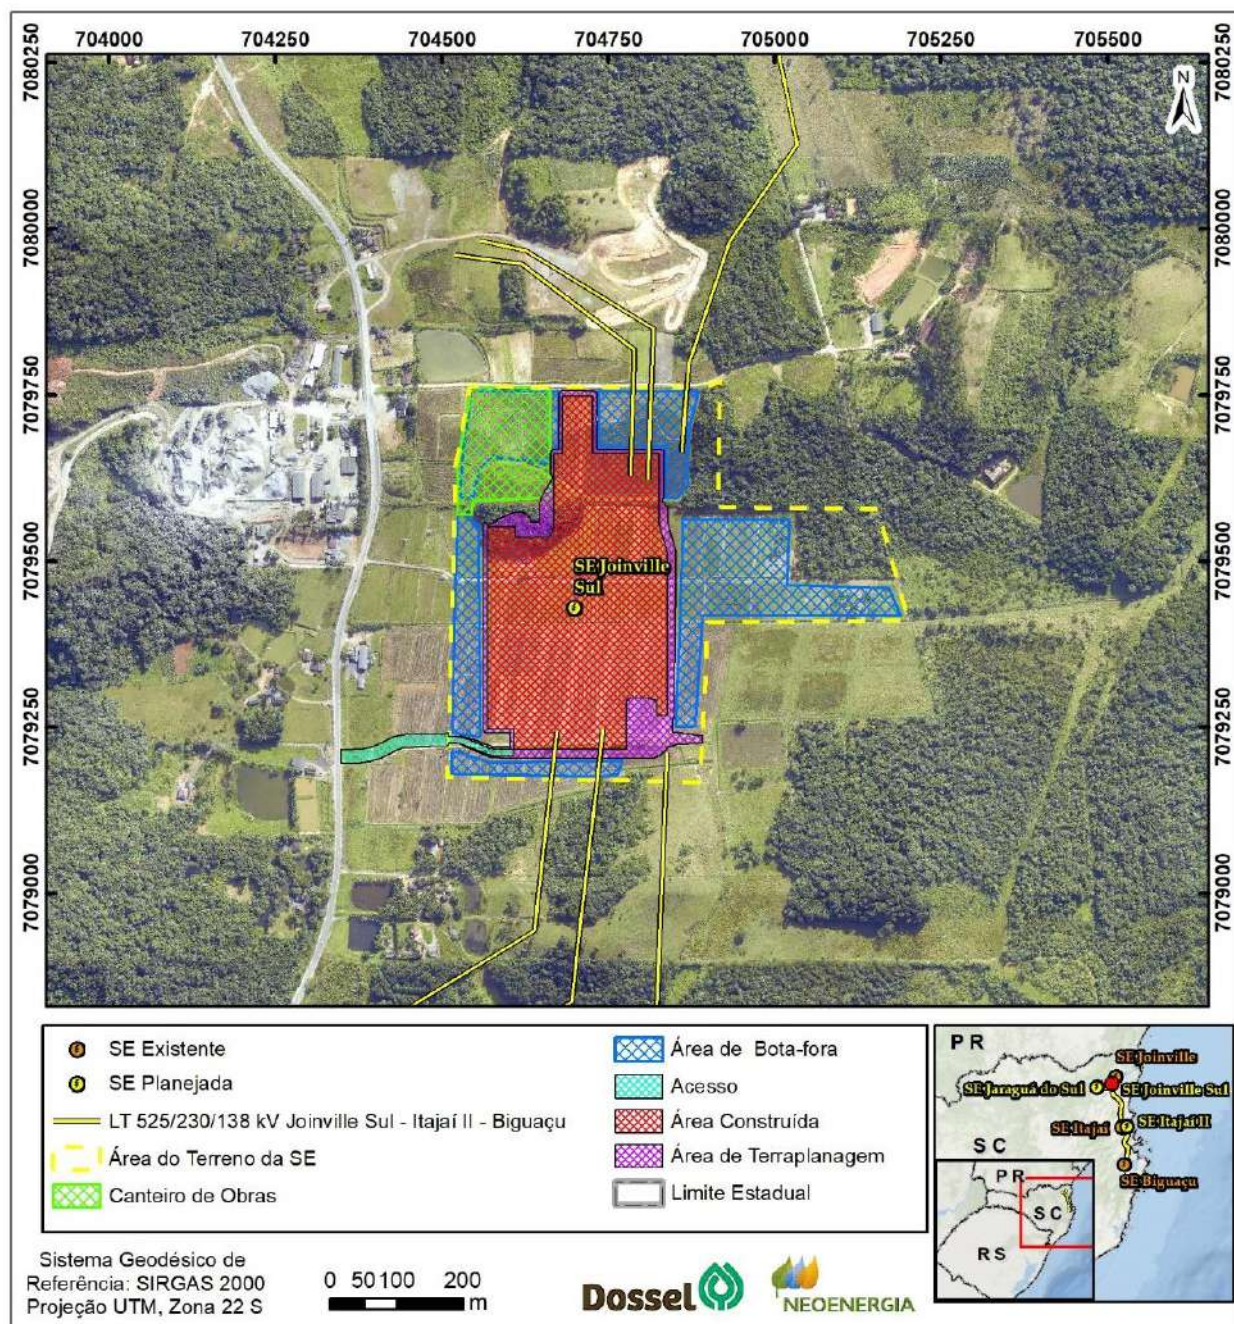 704000 704250 704500 704750 705000 705250 705500
7080250
7080000
7079750
7079500
7079250
7079000
7080250
7080000
7079750
7079500
7079250
7079000
N
SE Joinville
Sul
SE Existente
SE Planejada
LT 525/230/138 kV Joinville Sul - Itajaí II - Biguaçu
Área do Terreno da SE
Canteiro de Obras
Área de Bota-fora
Acesso
Área Construída
Área de Terraplanagem
Limite Estadual
PR
SE Joinville
SE Jaraguá do Sul
SE Joinville Sul
SE Itajaí
SE Itajaí II
SC
SE Biguaçu
PR
SC
RS
Sistema Geodésico de
Referência: SIRGAS 2000
Projeção UTM, Zona 22 S
0 50 100 200
m
Dossel
NEOENERGIA